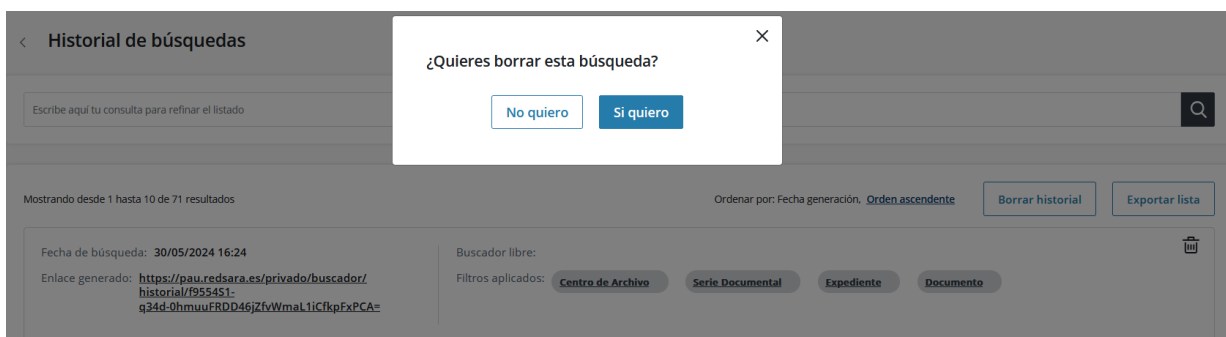 Historial de búsquedas
¿Quieres borrar esta búsqueda?
No quiero
Si quiero
Escribe aquí tu consulta para refinar el listado
Mostrando desde 1 hasta 10 de 71 resultados
Ordenar por: Fecha generación, Orden ascendente
Borrar historial
Exportar lista
Fecha de búsqueda: 30/05/2024 16:24
Enlace generado: https://pau.redsara.es/privado/buscador/
historial/f9554S1-
q34d-0hmuuFRDD46jZfvWmaL1iCfkpFxPCA=
Buscador libre:
Filtros aplicados: Centro de Archivo Serie Documental Expediente Documento